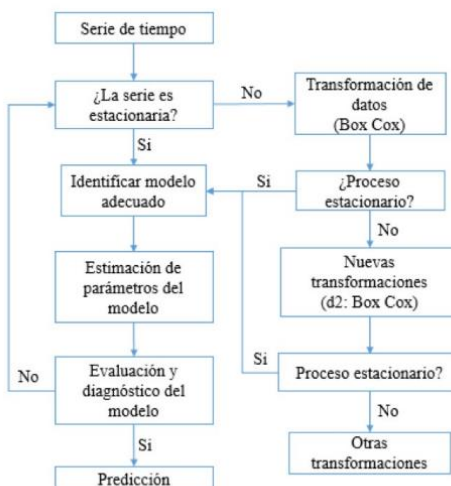 Serie de tiempo
¿La serie es
estacionaria?
No
Transformación de
datos
(Box Cox)
Si
Identificar modelo
adecuado
Si
¿Proceso
estacionario?
No
Estimación de
parámetros del
modelo
Nuevas
transformaciones
(d2: Box Cox)
No
Evaluación y
diagnóstico del
modelo
Si
Proceso estacionario?
Si
No
Predicción
Otras
transformaciones